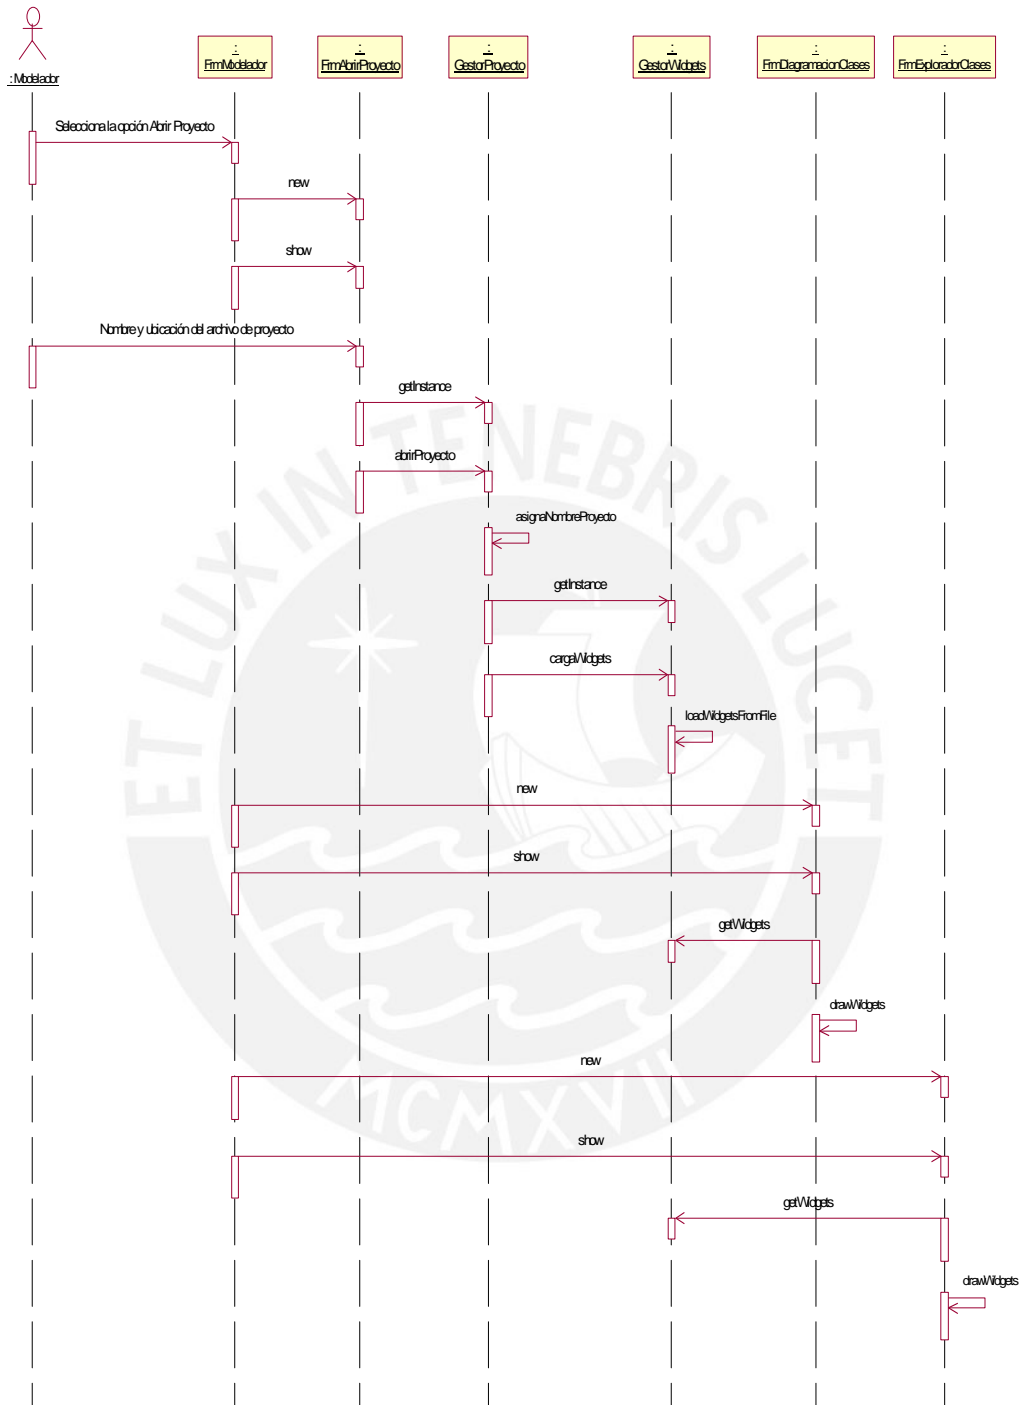 : Modelador
:
FrmModelador
:
FrmAbrirProyecto
:
GestorProyecto
:
GestorWidgets
:
FrmDiagramacionClases
:
FrmExploradorClases
Selecciona la opción Abrir Proyecto
new
show
Nombre y ubicación del archivo de proyecto
getInstance
abrirProyecto
asignaNombreProyecto
getInstance
cargaWidgets
loadWidgetsFromFile
new
show
getWidgets
drawWidgets
new
show
getWidgets
drawWidgets
ET LUX IN TENEBRIS LUCET
MCMXVII